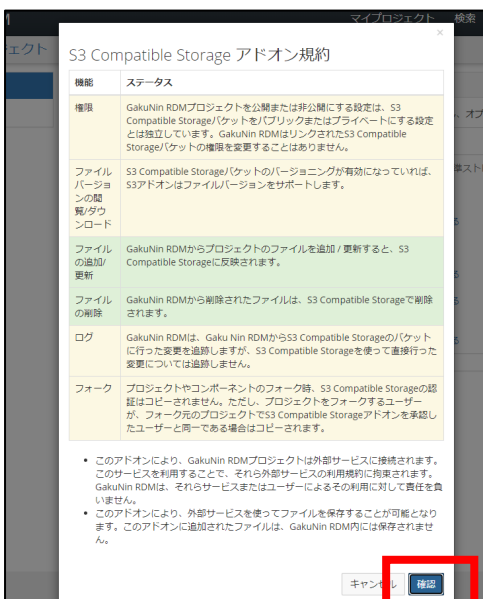 マイプロジェクト 検索
ェクト
×
S3 Compatible Storage アドオン規約
機能 ステータス
権限 GakuNin RDMプロジェクトを公開または非公開にする設定は、S3
Compatible Storageバケットをパブリックまたはプライベートにする設定
とは独立しています。GakuNin RDMはリンクされたS3 Compatible
Storageバケットの権限を変更することはありません。
ファイル S3 Compatible Storageバケットのバージョニングが有効になっていれば、
バージョ S3アドオンはファイルバージョンをサポートします。
ンの閲
覧/ダウ
ンロード
ファイル GakuNin RDMからプロジェクトのファイルを追加 / 更新すると、S3
の追加/ Compatible Storageに反映されます。
更新
ファイル GakuNin RDMから削除されたファイルは、S3 Compatible Storageで削除
の削除 されます。
ログ GakuNin RDMは、Gaku Nin RDMからS3 Compatible Storageのバケット
に行った変更を追跡しますが、S3 Compatible Storageを使って直接行った
変更については追跡しません。
フォーク プロジェクトやコンポーネントのフォーク時、S3 Compatible Storageの認
証はコピーされません。ただし、プロジェクトをフォークするユーザー
が、フォーク元のプロジェクトでS3 Compatible Storageアドオンを承認し
たユーザーと同一である場合はコピーされます。
• このアドオンにより、GakuNin RDMプロジェクトは外部サービスに接続されます。
このサービスを利用することで、それら外部サービスの利用規約に拘束されます。
GakuNin RDMは、それらサービスまたはユーザーによるその利用に対して責任を負
いません。
• このアドオンにより、外部サービスを使ってファイルを保存することが可能となり
ます。このアドオンに追加されたファイルは、GakuNin RDM内には保存されませ
ん。
キャンセル 確認